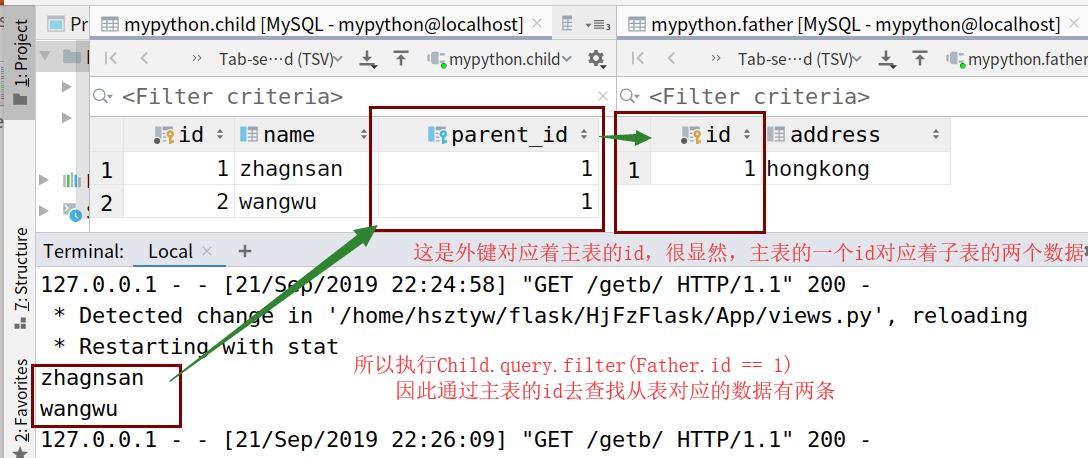 1: Project
Pr
mypython.child [MySQL - mypython@localhost]
3
mypython.father [MySQL - mypython@localhost]
Tab-se…d (TSV)
mypython.child
Tab-se…d (TSV)
mypython.father
<Filter criteria>
<Filter criteria>
id name parent_id
id address
1 1 zhagnsan 1
1 1 hongkong
2 2 wangwu 1
7: Structure
Terminal: Local × +
这是外键对应着主表的id，很显然，主表的一个id对应着子表的两个数据
127.0.0.1 - - [21/Sep/2019 22:24:58] "GET /getb/ HTTP/1.1" 200 -
* Detected change in '/home/hsztyw/flask/HjFzFlask/App/views.py', reloading
* Restarting with stat
所以执行Child.query.filter(Father.id == 1)
zhagnsan
因此通过主表的id去查找从表对应的数据有两条
wangwu
2: Favorites
127.0.0.1 - - [21/Sep/2019 22:26:09] "GET /getb/ HTTP/1.1" 200 -